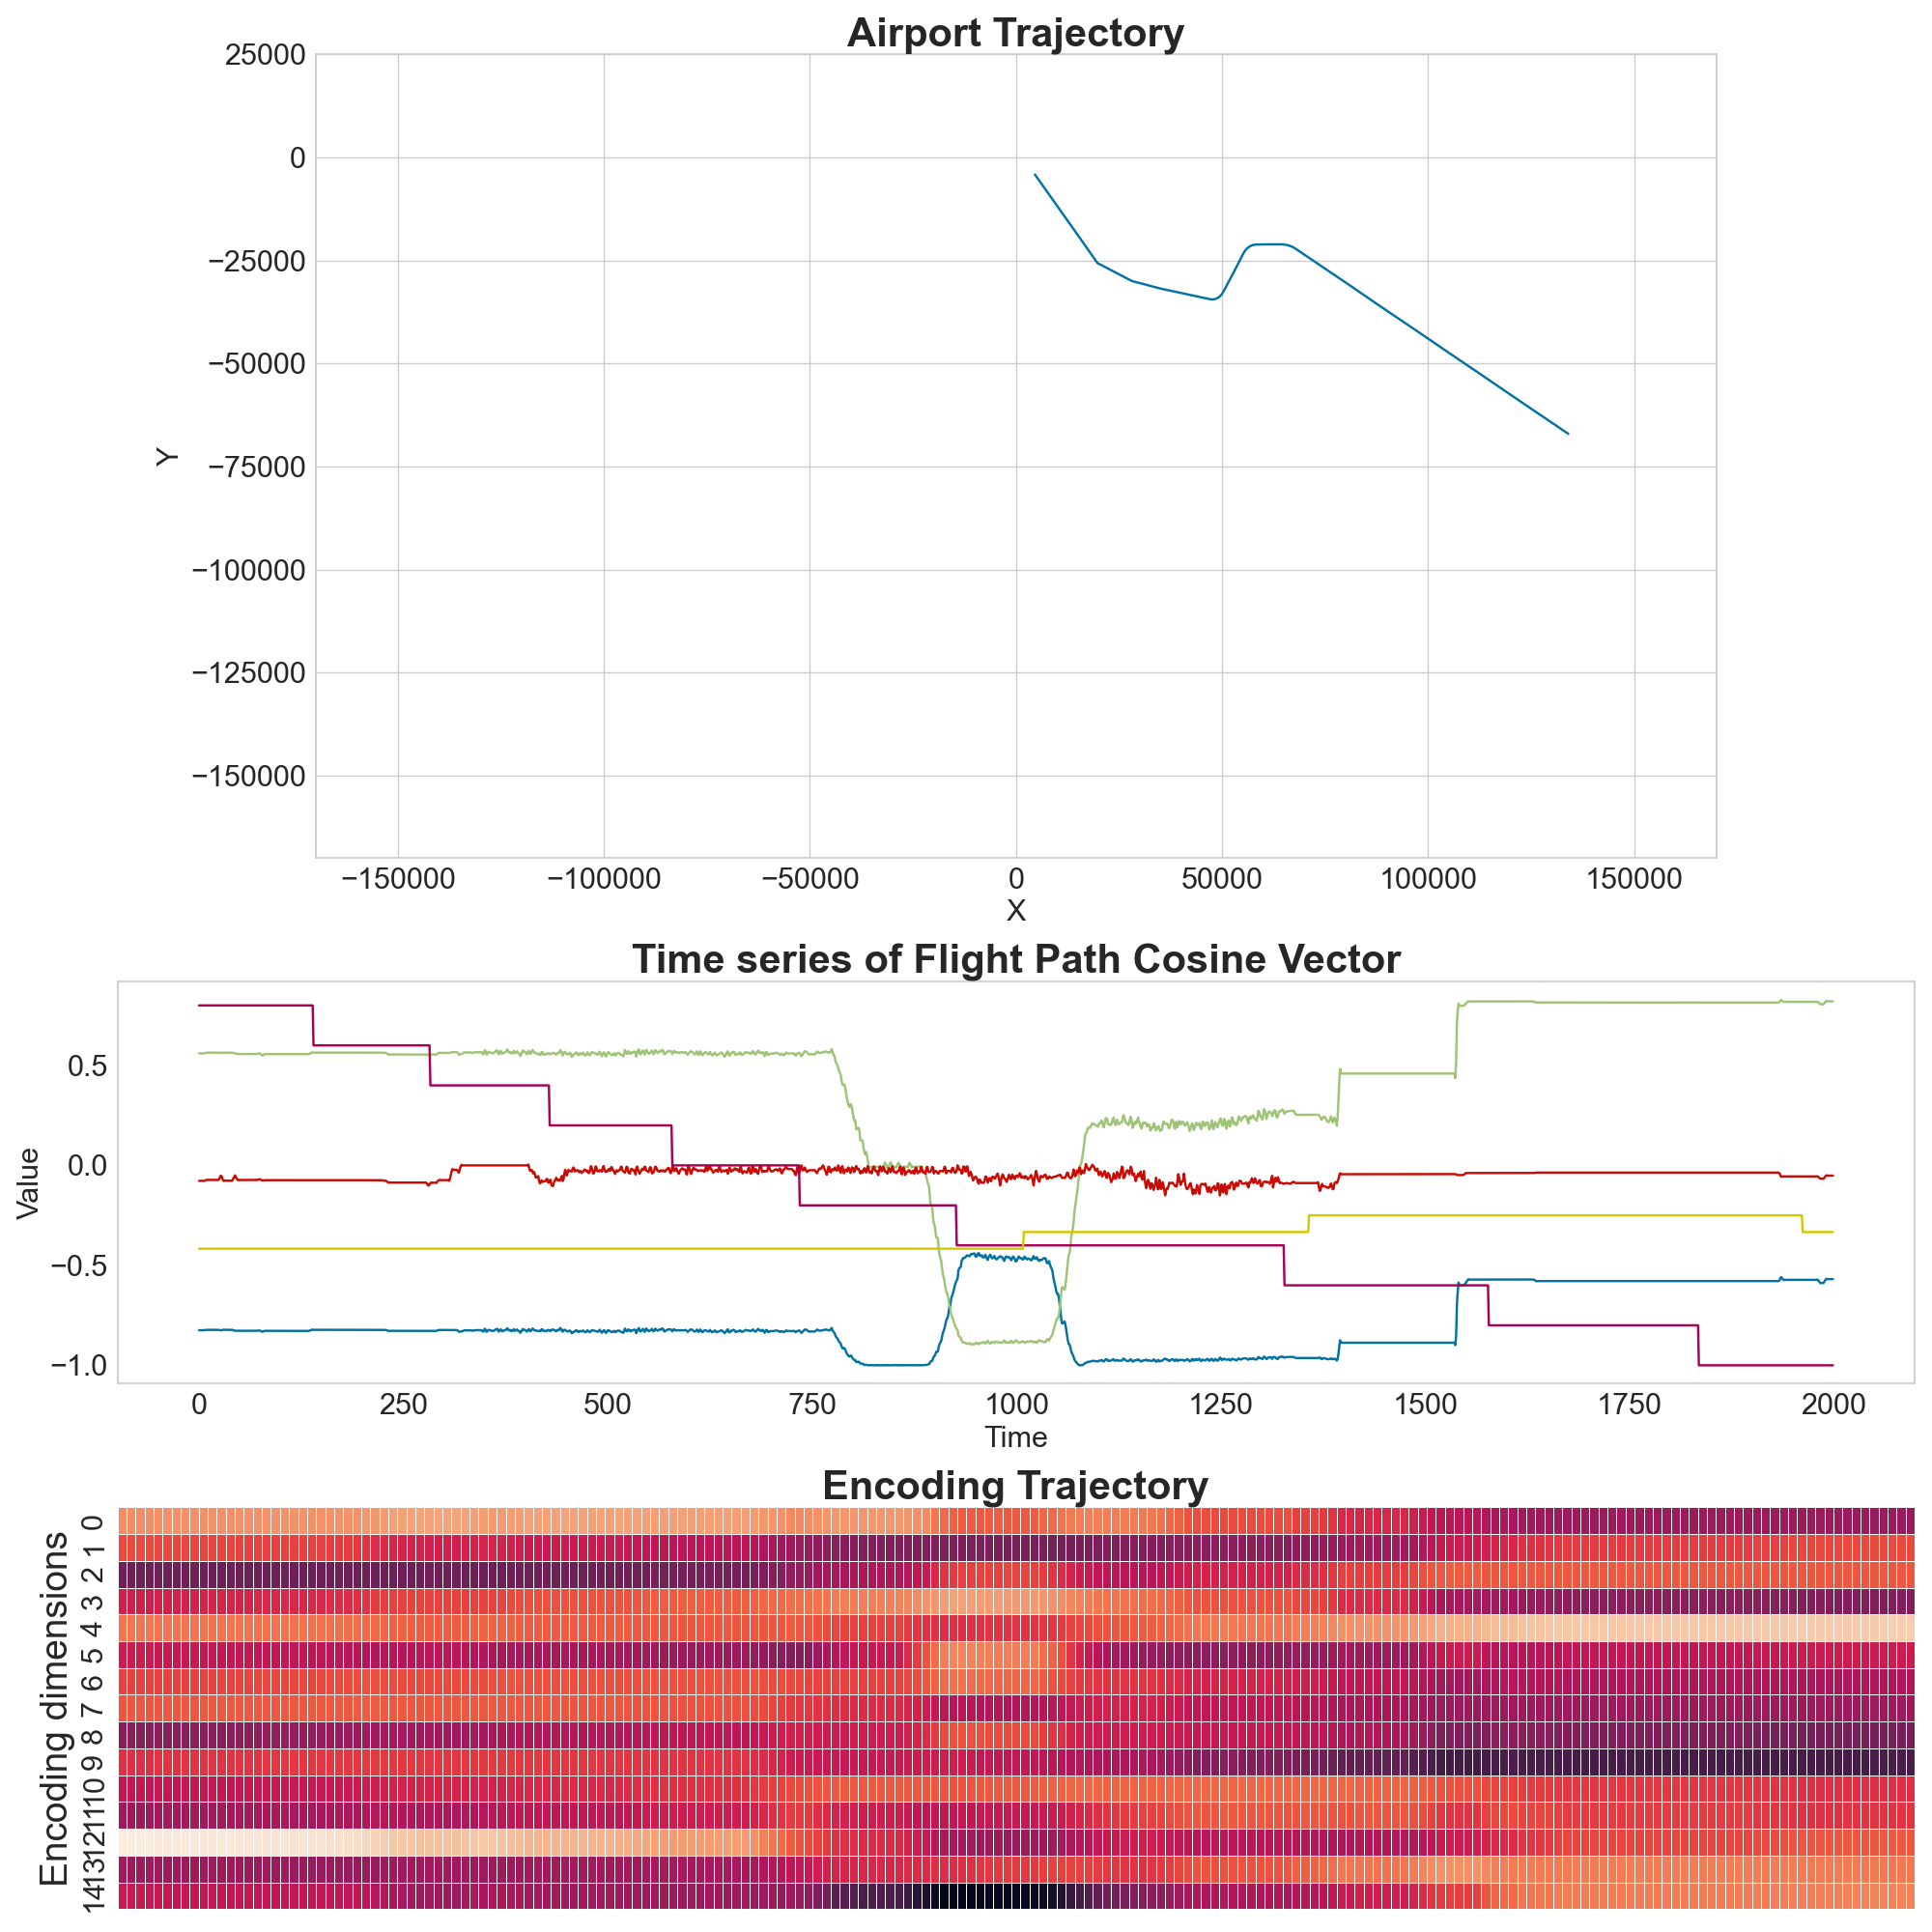 Airport Trajectory
25000
0
−25000
−50000
−75000
−100000
−125000
−150000
Y
−150000 −100000 −50000 0 50000 100000 150000
X
Time series of Flight Path Cosine Vector
0.5
0.0
−0.5
−1.0
Value
0 250 500 750 1000 1250 1500 1750 2000
Time
Encoding Trajectory
Encoding dimensions
0
1
2
3
4
5
6
7
8
9
10
11
12
13
14